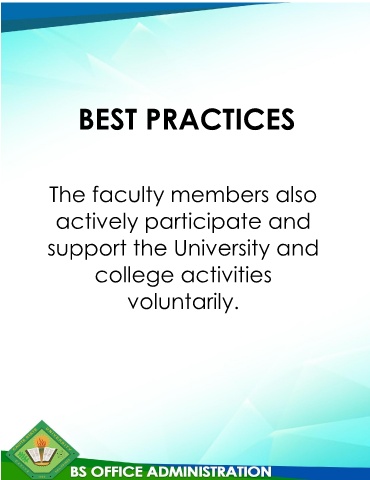 BEST PRACTICES
The faculty members also
actively participate and
support the University and
college activities
voluntarily.
BS OFFICE ADMINISTRATION